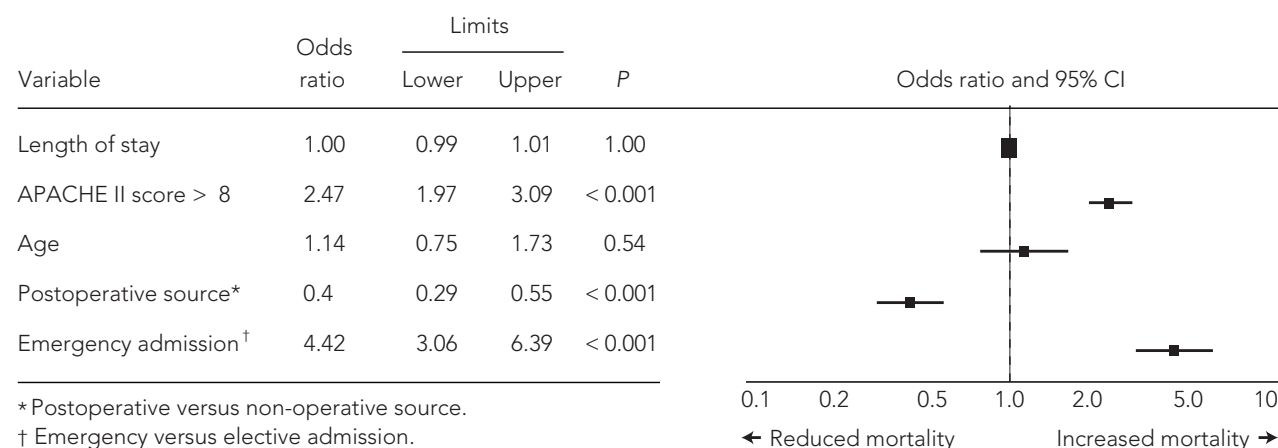 Limits
Odds
Variable ratio Lower Upper P Odds ratio and 95% CI
Length of stay 1.00 0.99 1.01 1.00
APACHE II score > 8 2.47 1.97 3.09 < 0.001
Age 1.14 0.75 1.73 0.54
Postoperative source* 0.4 0.29 0.55 < 0.001
Emergency admission† 4.42 3.06 6.39 < 0.001
0.1 0.2 0.5 1.0 2.0 5.0 10
* Postoperative versus non-operative source.
† Emergency versus elective admission.
← Reduced mortality Increased mortality →